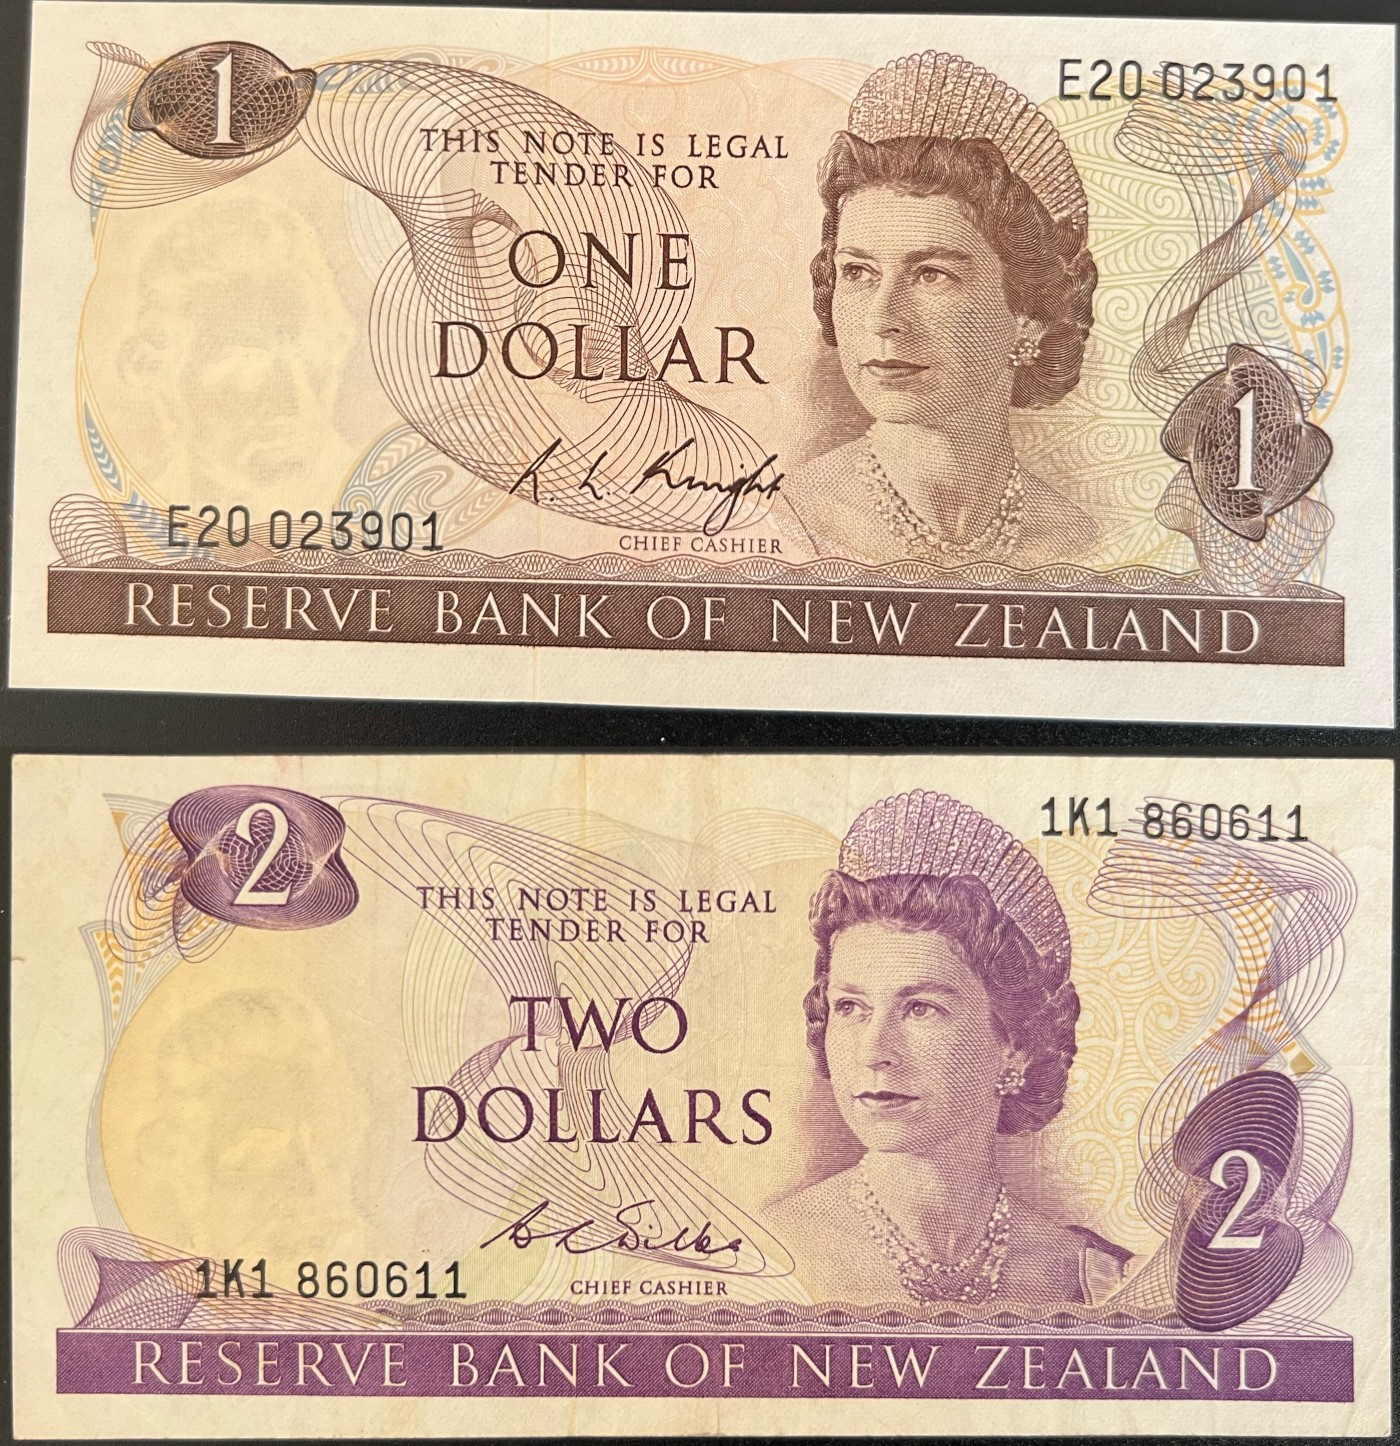 1
E20 023901
THIS NOTE IS LEGAL
TENDER FOR
ONE
DOLLAR
1
R. L. Knight
E20 023901
CHIEF CASHIER
RESERVE BANK OF NEW ZEALAND
2
1K1 860611
THIS NOTE IS LEGAL
TENDER FOR
TWO
DOLLARS
2
1K1 860611
CHIEF CASHIER
RESERVE BANK OF NEW ZEALAND